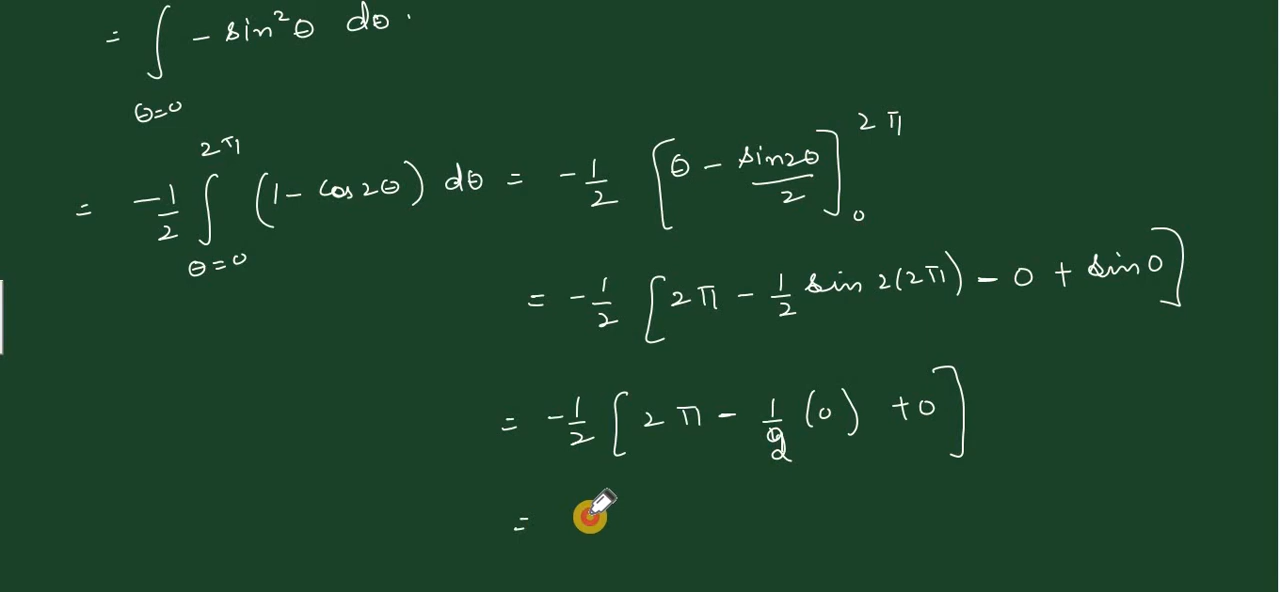 = ∫ - sin²θ dθ.
θ=0
2π
= -1/2 ∫ (1 - cos 2θ) dθ = -1/2 [θ - sin2θ/2]₀^2π
θ=0
= -1/2 [2π - 1/2 sin 2(2π) - 0 + sin 0]
= -1/2 [2π - 1/2 (0) + 0]
=